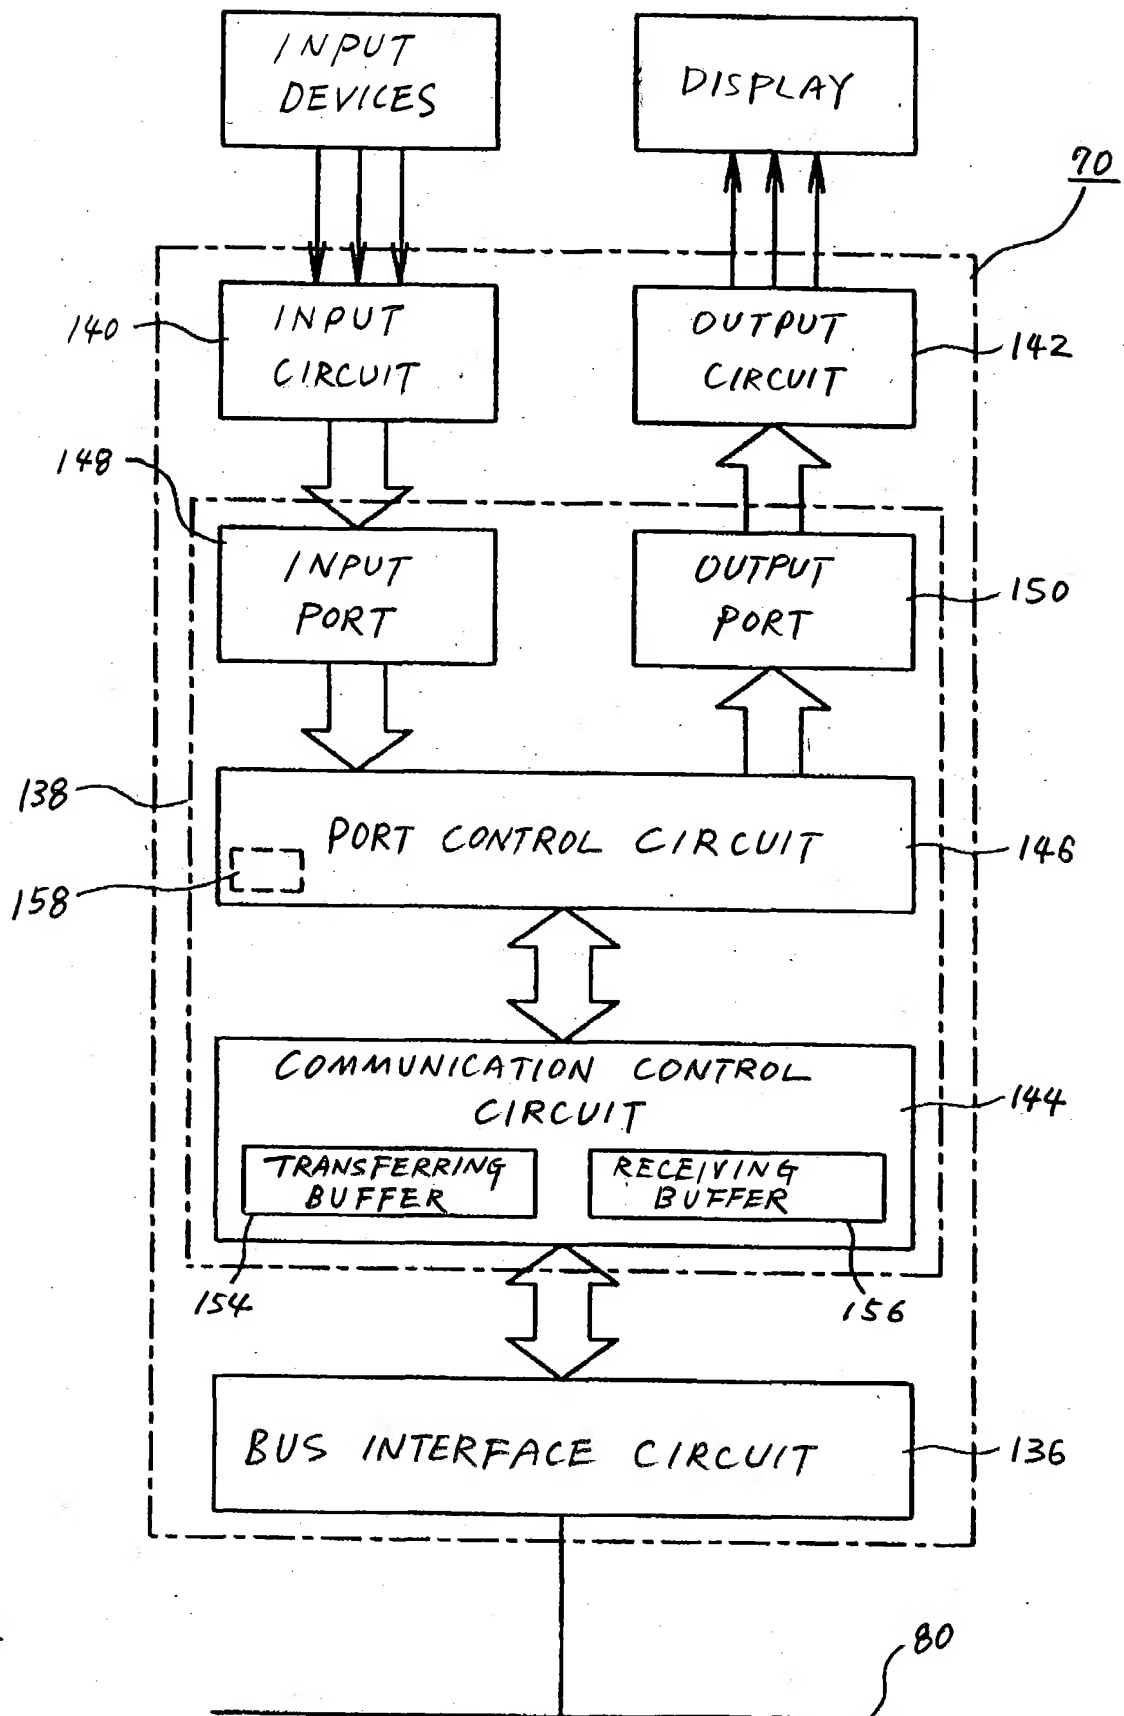 INPUT
DEVICES
DISPLAY
70
140
INPUT
CIRCUIT
OUTPUT
CIRCUIT
142
148
INPUT
PORT
OUTPUT
PORT
150
138
PORT CONTROL CIRCUIT
146
158
COMMUNICATION CONTROL
CIRCUIT
144
TRANSFERRING
BUFFER
RECEIVING
BUFFER
154
156
BUS INTERFACE CIRCUIT
136
80